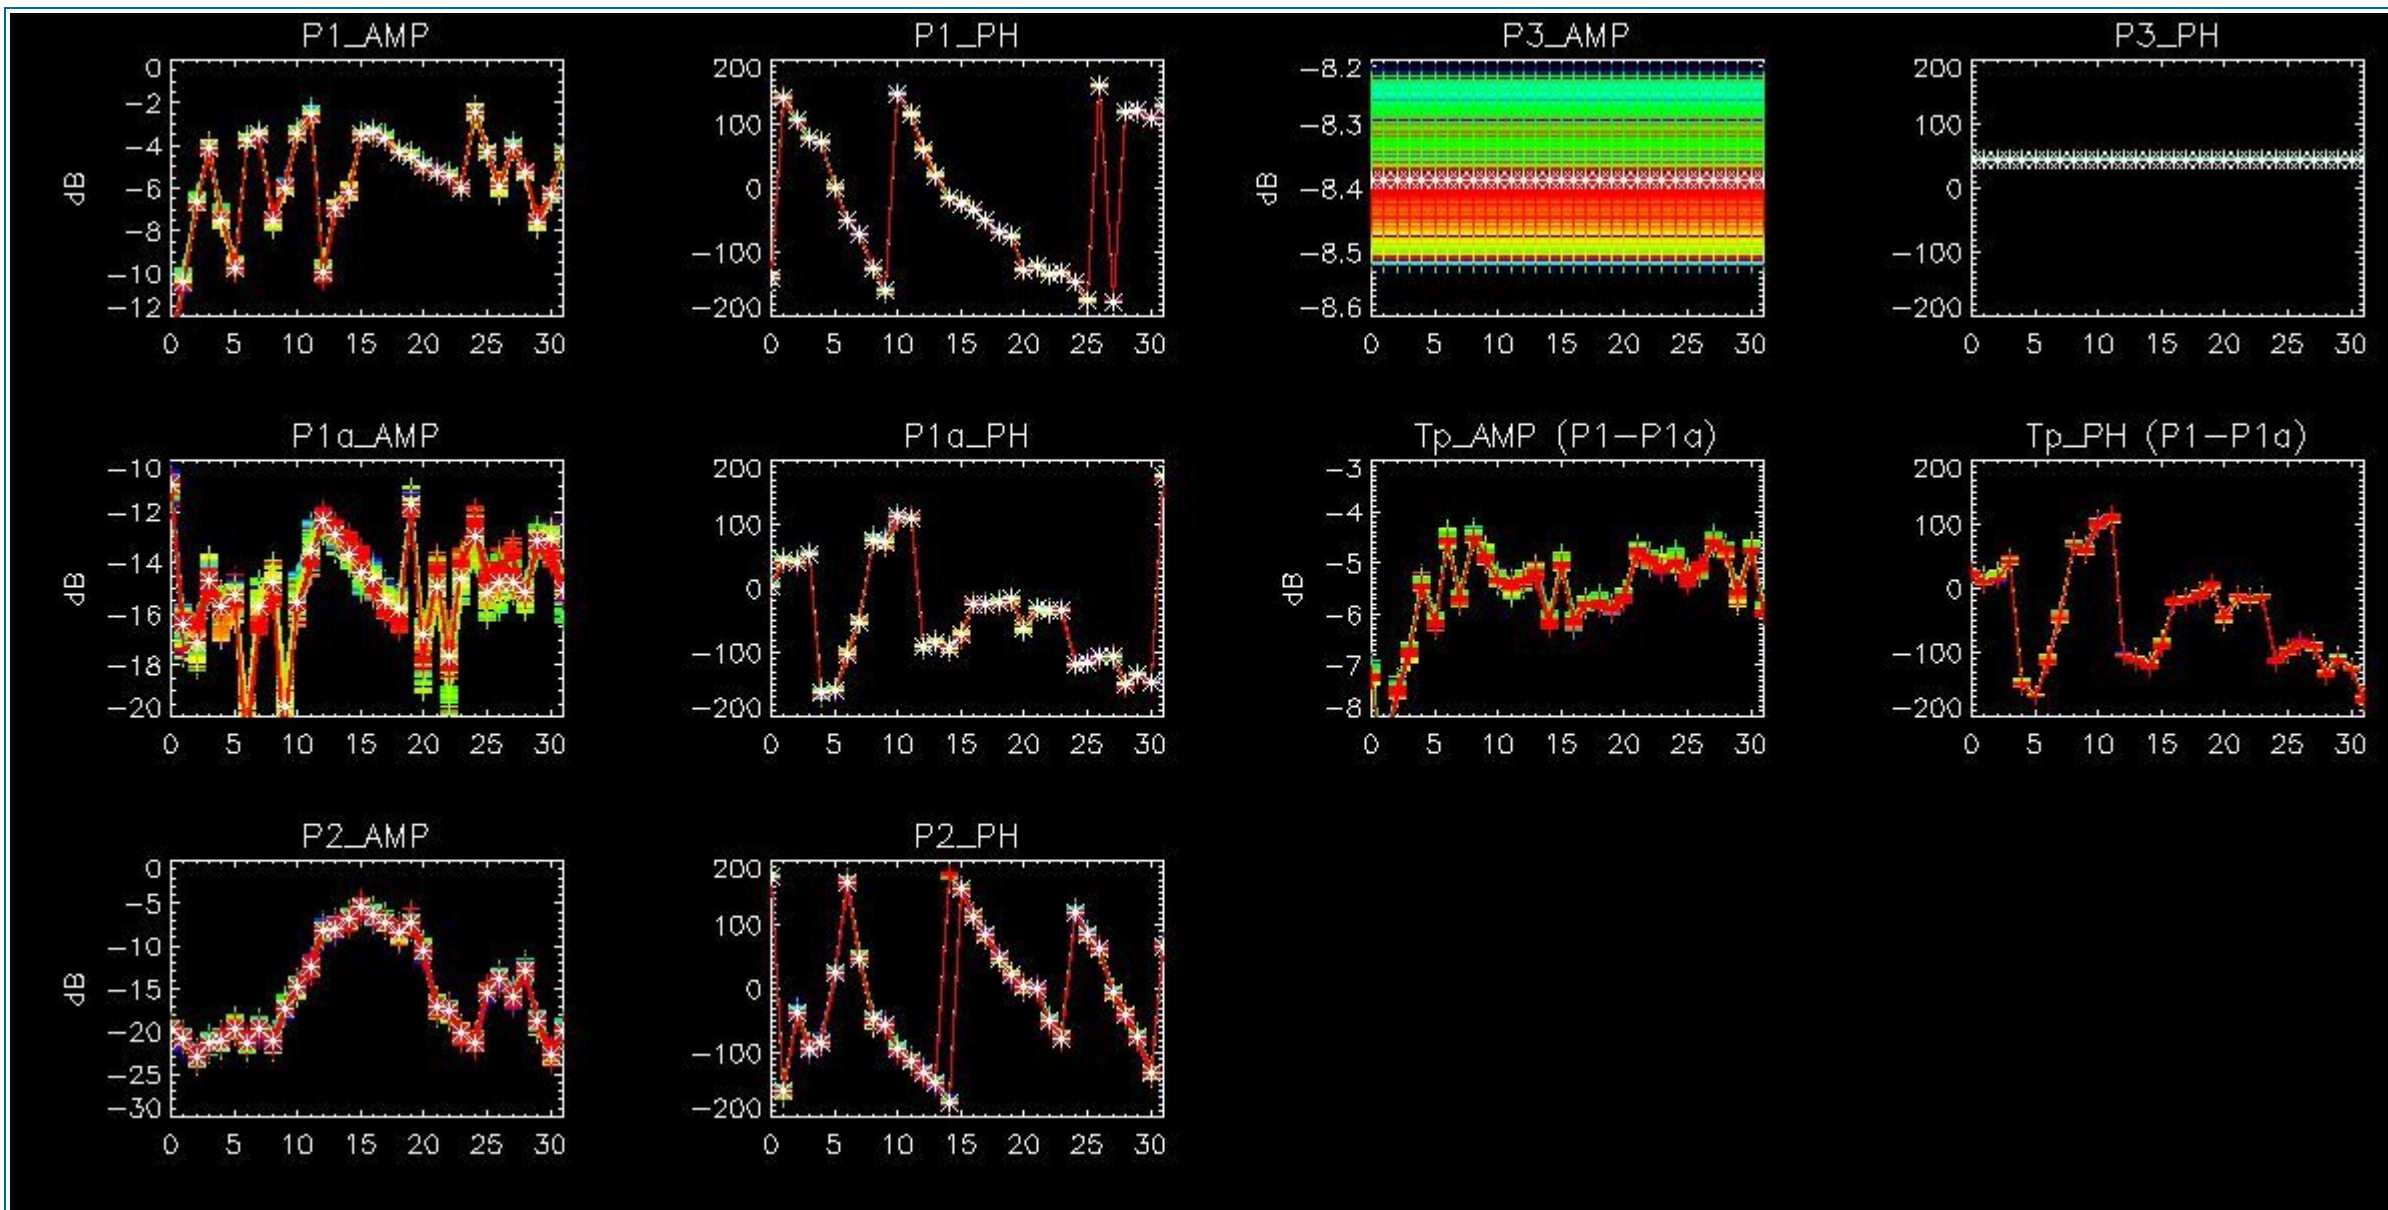 P1_AMP
0
−2
−4
−6
−8
−10
−12
dB
0 5 10 15 20 25 30
P1_PH
200
100
0
−100
−200
0 5 10 15 20 25 30
P3_AMP
−8.2
−8.3
−8.4
−8.5
−8.6
dB
0 5 10 15 20 25 30
P3_PH
200
100
0
−100
−200
0 5 10 15 20 25 30
P1a_AMP
−10
−12
−14
−16
−18
−20
dB
0 5 10 15 20 25 30
P1a_PH
200
100
0
−100
−200
0 5 10 15 20 25 30
Tp_AMP (P1−P1a)
−3
−4
−5
−6
−7
−8
dB
0 5 10 15 20 25 30
Tp_PH (P1−P1a)
200
100
0
−100
−200
0 5 10 15 20 25 30
P2_AMP
0
−5
−10
−15
−20
−25
−30
dB
0 5 10 15 20 25 30
P2_PH
200
100
0
−100
−200
0 5 10 15 20 25 30